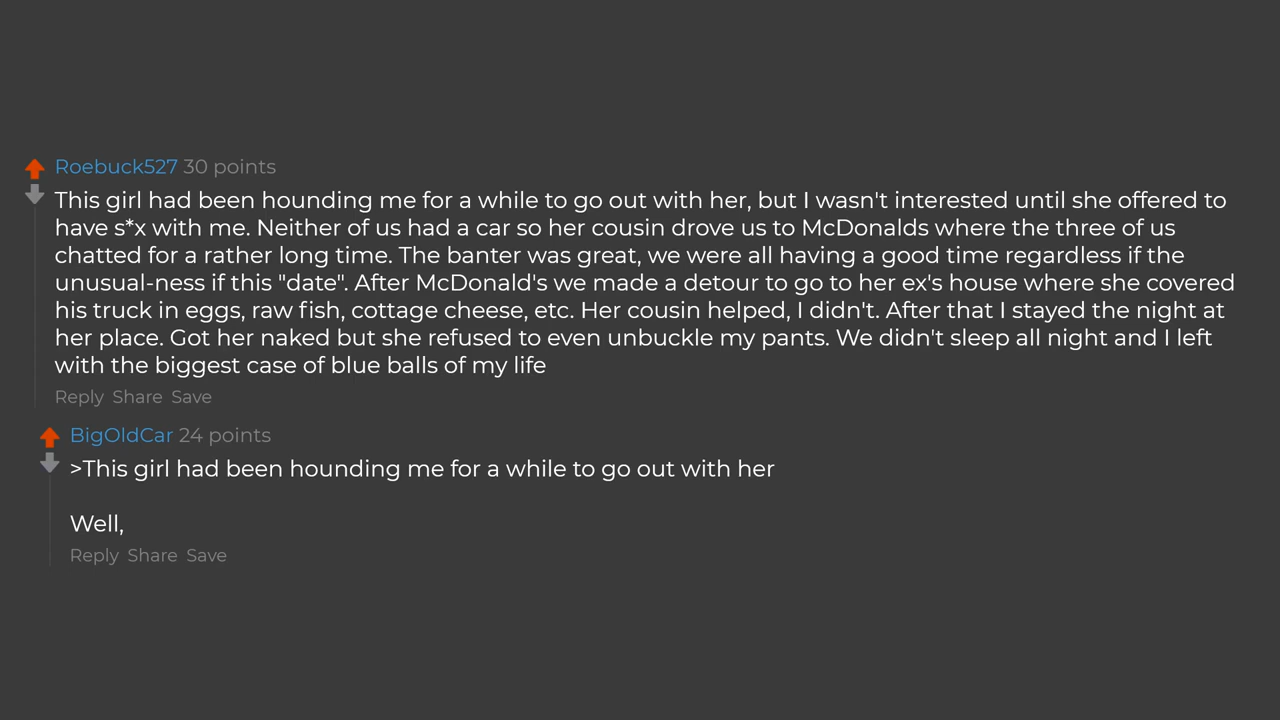 Roebuck527 30 points
This girl had been hounding me for a while to go out with her, but I wasn't interested until she offered to
have s*x with me. Neither of us had a car so her cousin drove us to McDonalds where the three of us
chatted for a rather long time. The banter was great, we were all having a good time regardless if the
unusual-ness if this "date". After McDonald's we made a detour to go to her ex's house where she covered
his truck in eggs, raw fish, cottage cheese, etc. Her cousin helped, I didn't. After that I stayed the night at
her place. Got her naked but she refused to even unbuckle my pants. We didn't sleep all night and I left
with the biggest case of blue balls of my life
Reply Share Save
BigOldCar 24 points
>This girl had been hounding me for a while to go out with her
Well,
Reply Share Save